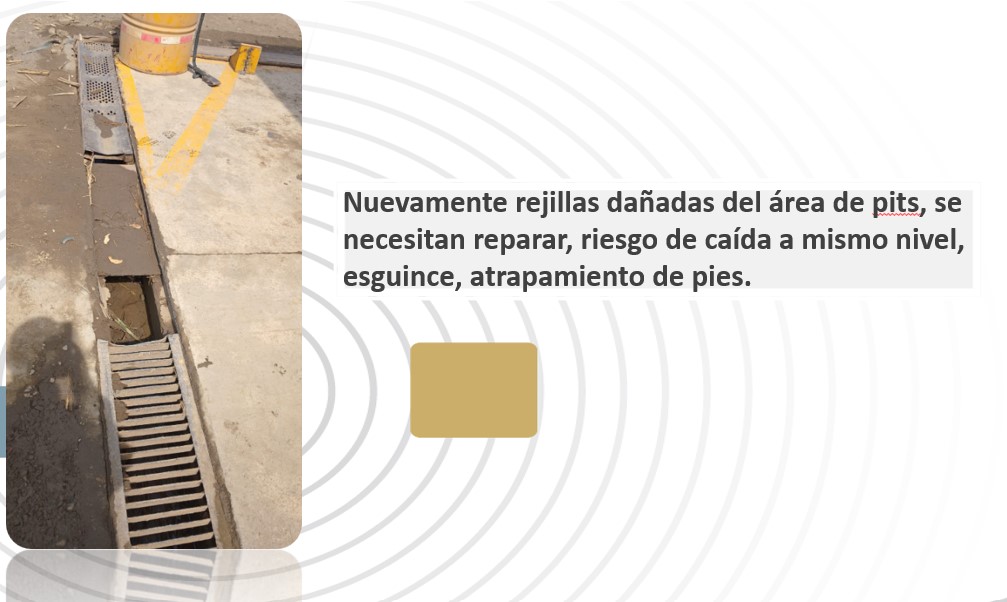 Nuevamente rejillas dañadas del área de pits, se
necesitan reparar, riesgo de caída a mismo nivel,
esguince, atrapamiento de pies.